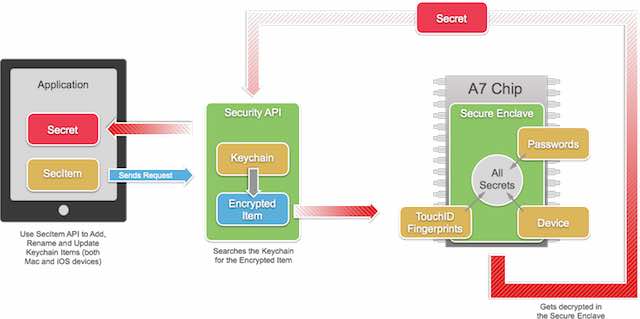 Secret
Application
Secret
SecItem
Sends Request
Use SecItem API to Add,
Rename and Update
Keychain Items (both
Mac and iOS devices)
Security API
Keychain
Encrypted
Item
Searches the Keychain
for the Encrypted Item
A7 Chip
Secure Enclave
Passwords
All
Secrets
TouchID
Fingerprints
Device
Gets decrypted in
the Secure Enclave